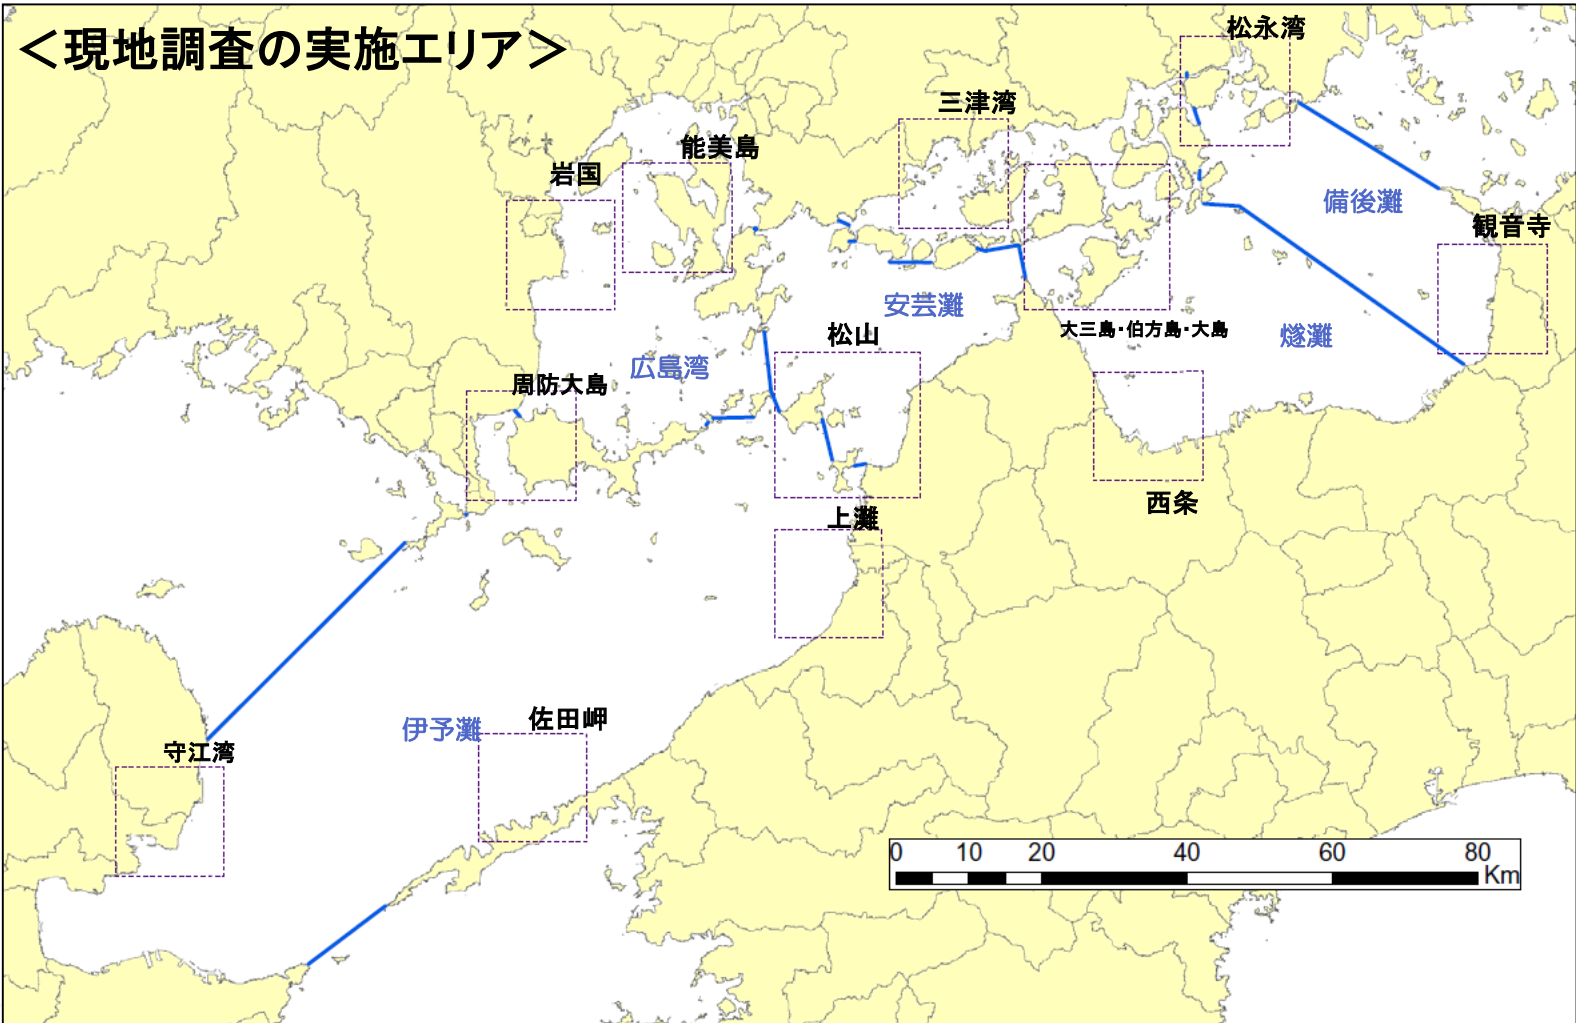 ＜現地調査の実施エリア＞
松永湾
三津湾
能美島
岩国
備後灘
観音寺
安芸灘
大三島・伯方島・大島
燧灘
松山
広島湾
周防大島
西条
上灘
伊予灘
佐田岬
守江湾
0 10 20 40 60 80
Km